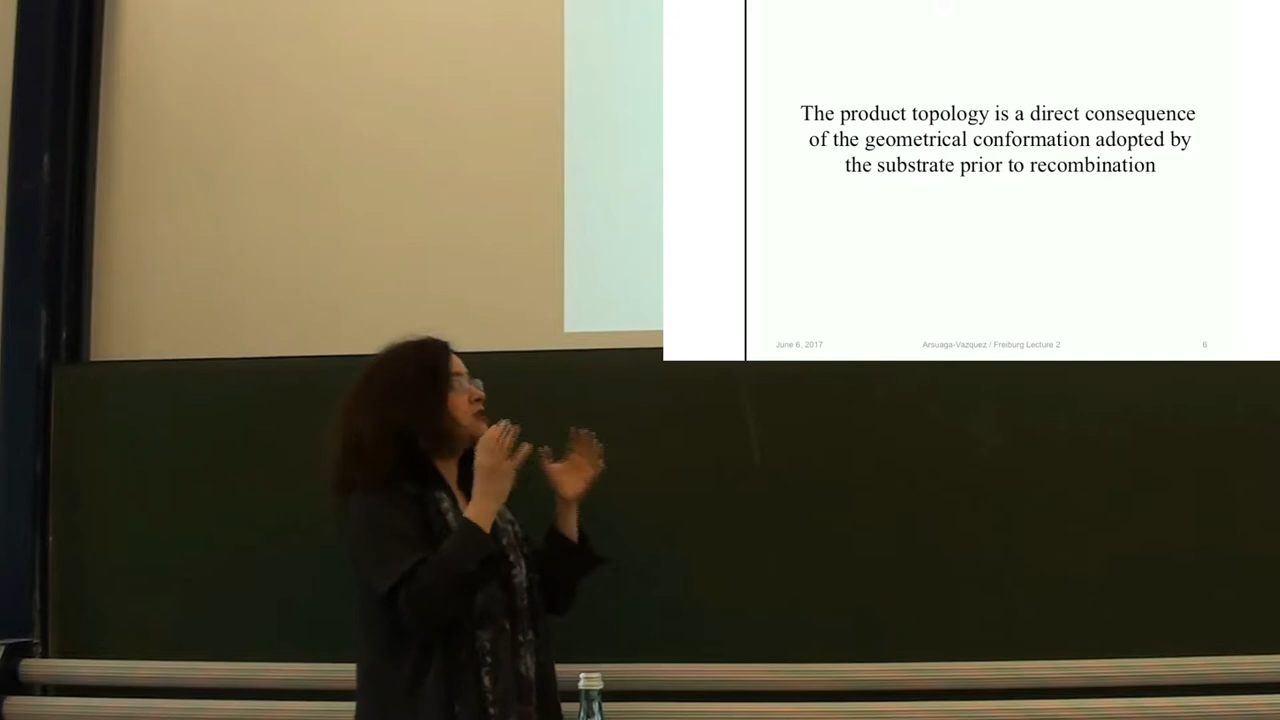 The product topology is a direct consequence
of the geometrical conformation adopted by
the substrate prior to recombination
June 6, 2017
Arsuaga-Vazquez / Freiburg Lecture 2
6